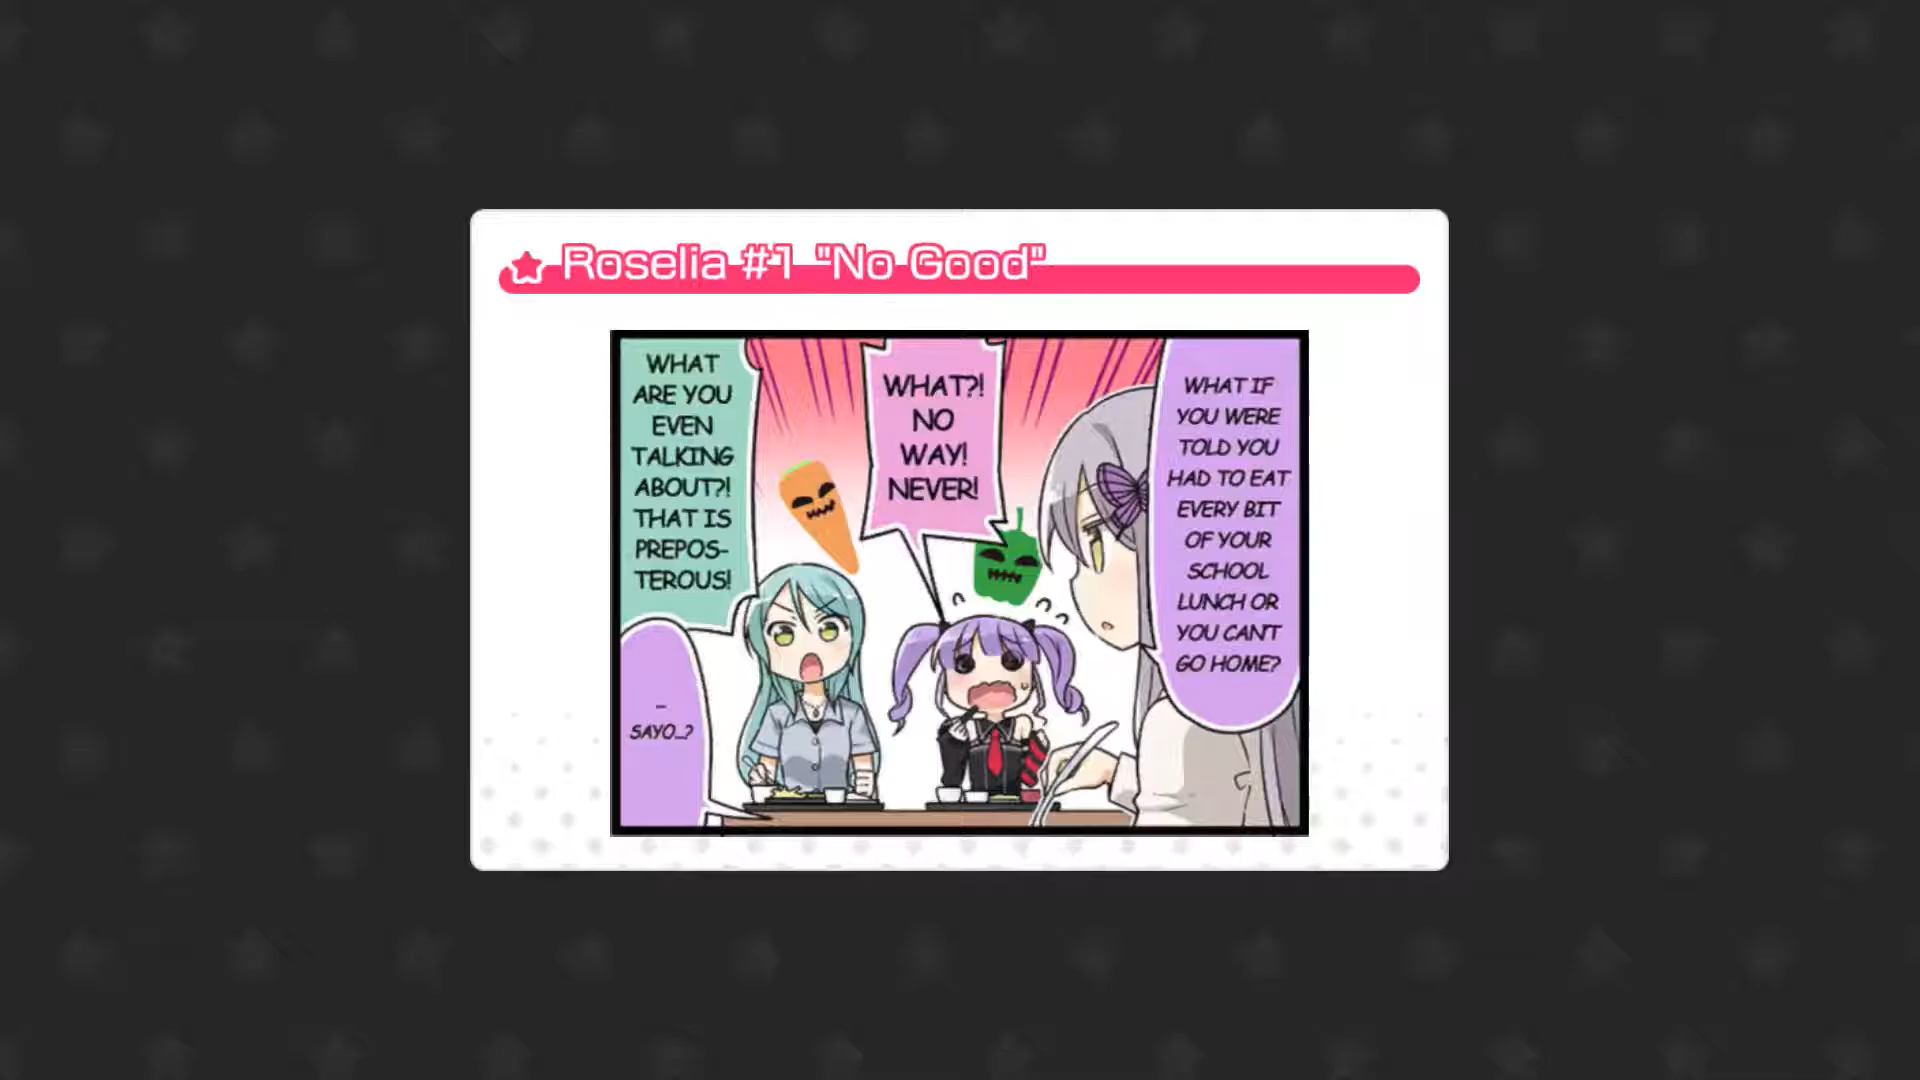 Roselia #1 "No Good"
WHAT IF
YOU WERE
TOLD YOU
HAD TO EAT
EVERY BIT
OF YOUR
SCHOOL
LUNCH OR
YOU CAN'T
GO HOME?
WHAT?!
NO
WAY!
NEVER!
WHAT
ARE YOU
EVEN
TALKING
ABOUT?!
THAT IS
PREPOS-
TEROUS!
...
SAYO...?